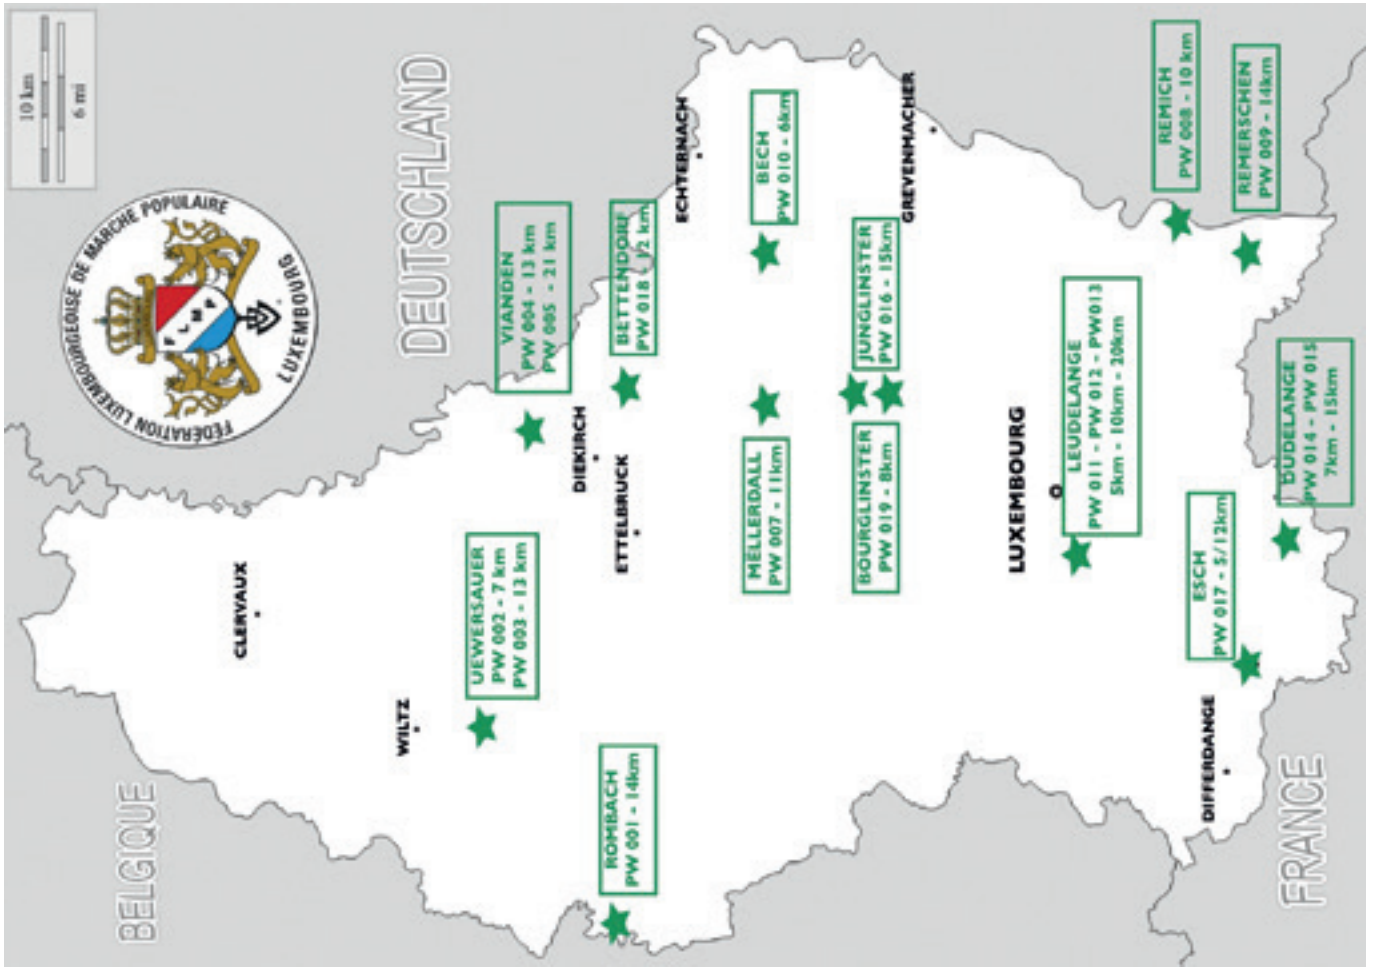 10 km
6 mi
FÉDÉRATION LUXEMBOURGEOISE DE MARCHE POPULAIRE
LUXEMBOURG
F L M P
BELGIQUE
CLERVAUX
DEUTSCHLAND
WILTZ
UEWERSAUER
PW 002 - 7 km
PW 003 - 13 km
VIANDEN
PW 004 - 13 km
PW 005 - 21 km
DIEKIRCH
ETTELBRUCK
ROMBACH
PW 001 - 14km
BETTENDORF
PW 018 - 12 km
ECHTERNACH
MELLERDALL
PW 007 - 11km
BECH
PW 010 - 6km
BOURGLINSTER
PW 019 - 8km
JUNGLINSTER
PW 016 - 15km
GREVENMACHER
LUXEMBOURG
LEUDELANGE
PW 011 - PW 012 - PW013
5km - 10km - 20km
REMICH
PW 008 - 10 km
DIFFERDANGE
ESCH
PW 017 - 5/12km
REMERSCHEN
PW 009 - 14km
FRANCE
DUDELANGE
PW 014 - PW 015
7km - 15km